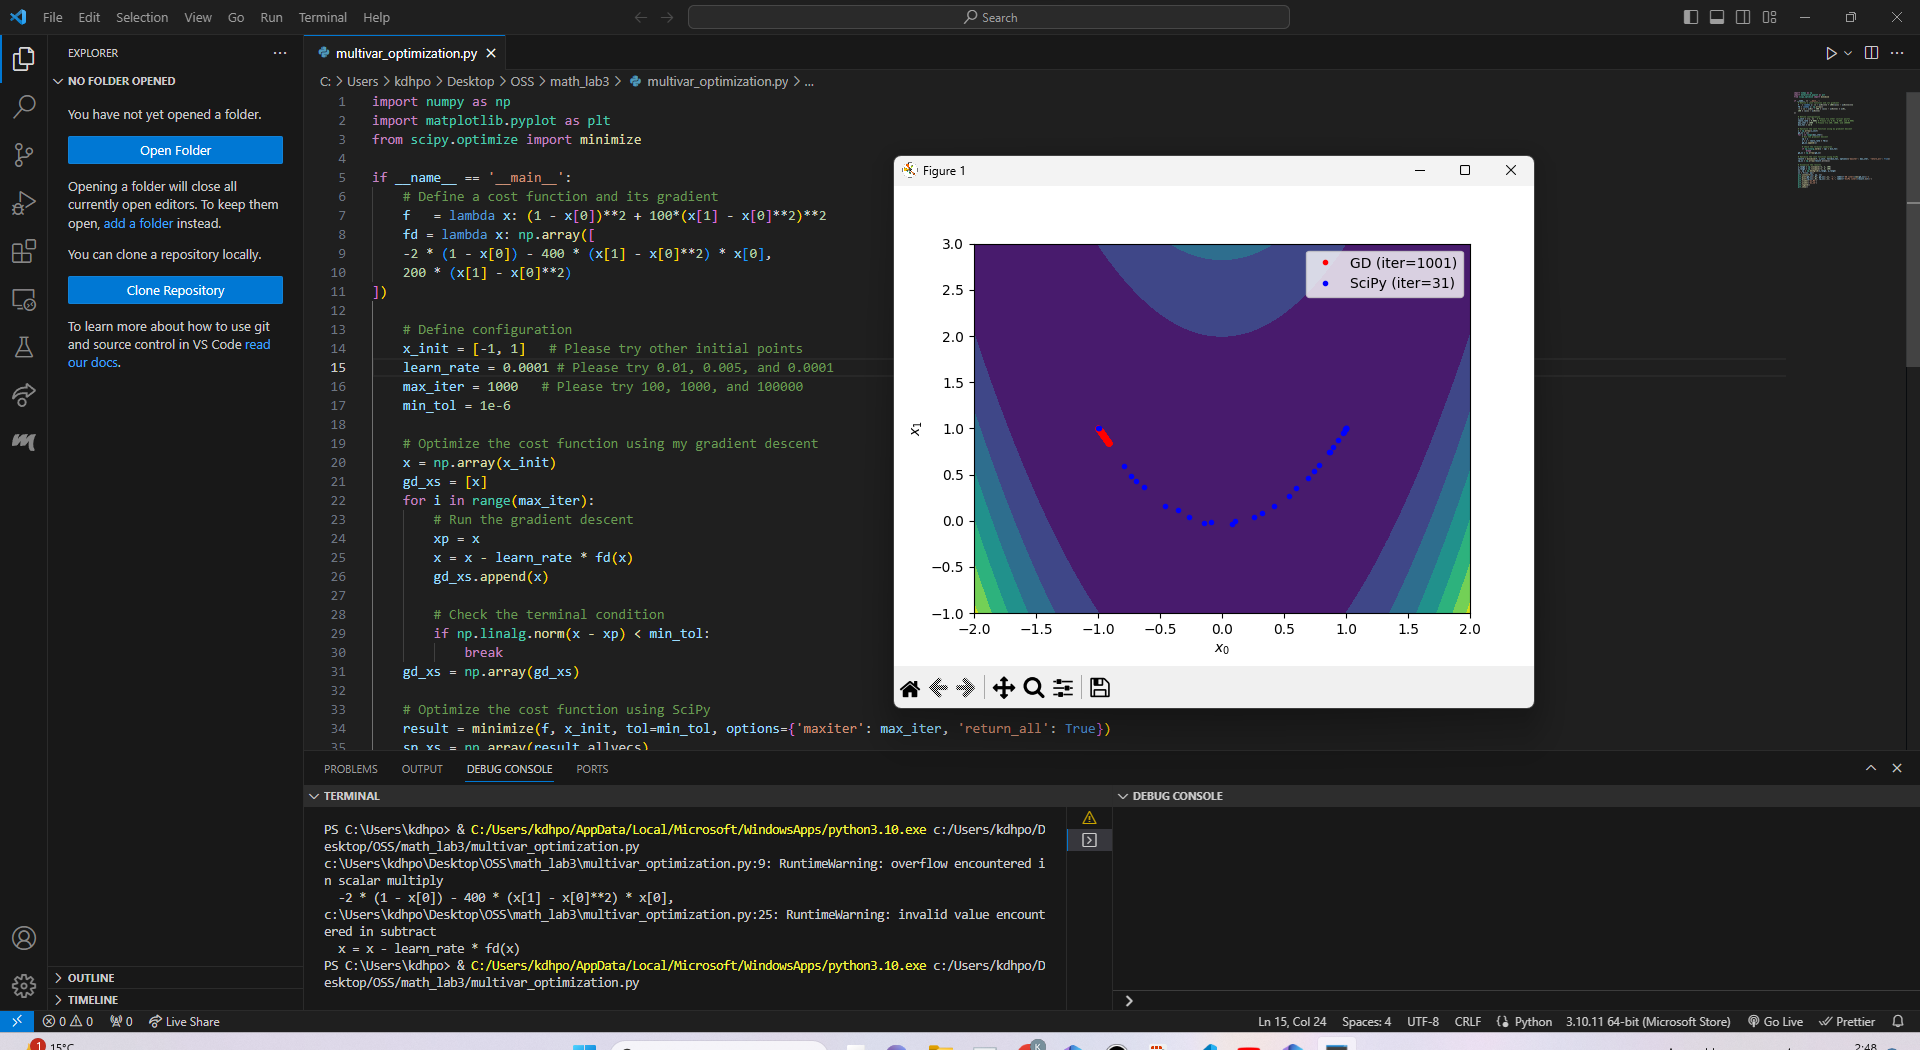 File Edit Selection View Go Run Terminal Help
Search
EXPLORER
NO FOLDER OPENED
You have not yet opened a folder.
Open Folder
Opening a folder will close all
currently open editors. To keep them
open, add a folder instead.
You can clone a repository locally.
Clone Repository
To learn more about how to use git
and source control in VS Code read
our docs.
OUTLINE
TIMELINE
multivar_optimization.py
C: > Users > kdhpo > Desktop > OSS > math_lab3 > multivar_optimization.py > ...
1 import numpy as np
2 import matplotlib.pyplot as plt
3 from scipy.optimize import minimize
4
5 if __name__ == '__main__':
6 # Define a cost function and its gradient
7 f = lambda x: (1 - x[0])**2 + 100*(x[1] - x[0]**2)**2
8 fd = lambda x: np.array([
9 -2 * (1 - x[0]) - 400 * (x[1] - x[0]**2) * x[0],
10 200 * (x[1] - x[0]**2)
11 ])
12
13 # Define configuration
14 x_init = [-1, 1] # Please try other initial points
15 learn_rate = 0.0001 # Please try 0.01, 0.005, and 0.0001
16 max_iter = 1000 # Please try 100, 1000, and 100000
17 min_tol = 1e-6
18
19 # Optimize the cost function using my gradient descent
20 x = np.array(x_init)
21 gd_xs = [x]
22 for i in range(max_iter):
23 # Run the gradient descent
24 xp = x
25 x = x - learn_rate * fd(x)
26 gd_xs.append(x)
27
28 # Check the terminal condition
29 if np.linalg.norm(x - xp) < min_tol:
30 break
31 gd_xs = np.array(gd_xs)
32
33 # Optimize the cost function using SciPy
34 result = minimize(f, x_init, tol=min_tol, options={'maxiter': max_iter, 'return_all': True})
35 sp_xs = np.array(result.allvecs)
Figure 1
GD (iter=1001)
SciPy (iter=31)
3.0
2.5
2.0
1.5
1.0
0.5
0.0
−0.5
−1.0
x1
−2.0 −1.5 −1.0 −0.5 0.0 0.5 1.0 1.5 2.0
x0
PROBLEMS OUTPUT DEBUG CONSOLE PORTS
TERMINAL
PS C:\Users\kdhpo> & C:/Users/kdhpo/AppData/Local/Microsoft/WindowsApps/python3.10.exe c:/Users/kdhpo/D
esktop/OSS/math_lab3/multivar_optimization.py
c:\Users\kdhpo\Desktop\OSS\math_lab3\multivar_optimization.py:9: RuntimeWarning: overflow encountered i
n scalar multiply
-2 * (1 - x[0]) - 400 * (x[1] - x[0]**2) * x[0],
c:\Users\kdhpo\Desktop\OSS\math_lab3\multivar_optimization.py:25: RuntimeWarning: invalid value encount
ered in subtract
x = x - learn_rate * fd(x)
PS C:\Users\kdhpo> & C:/Users/kdhpo/AppData/Local/Microsoft/WindowsApps/python3.10.exe c:/Users/kdhpo/D
esktop/OSS/math_lab3/multivar_optimization.py
DEBUG CONSOLE
0 0 0 Live Share
Ln 15, Col 24 Spaces: 4 UTF-8 CRLF Python 3.10.11 64-bit (Microsoft Store) Go Live Prettier
1 15°C
K
2:48